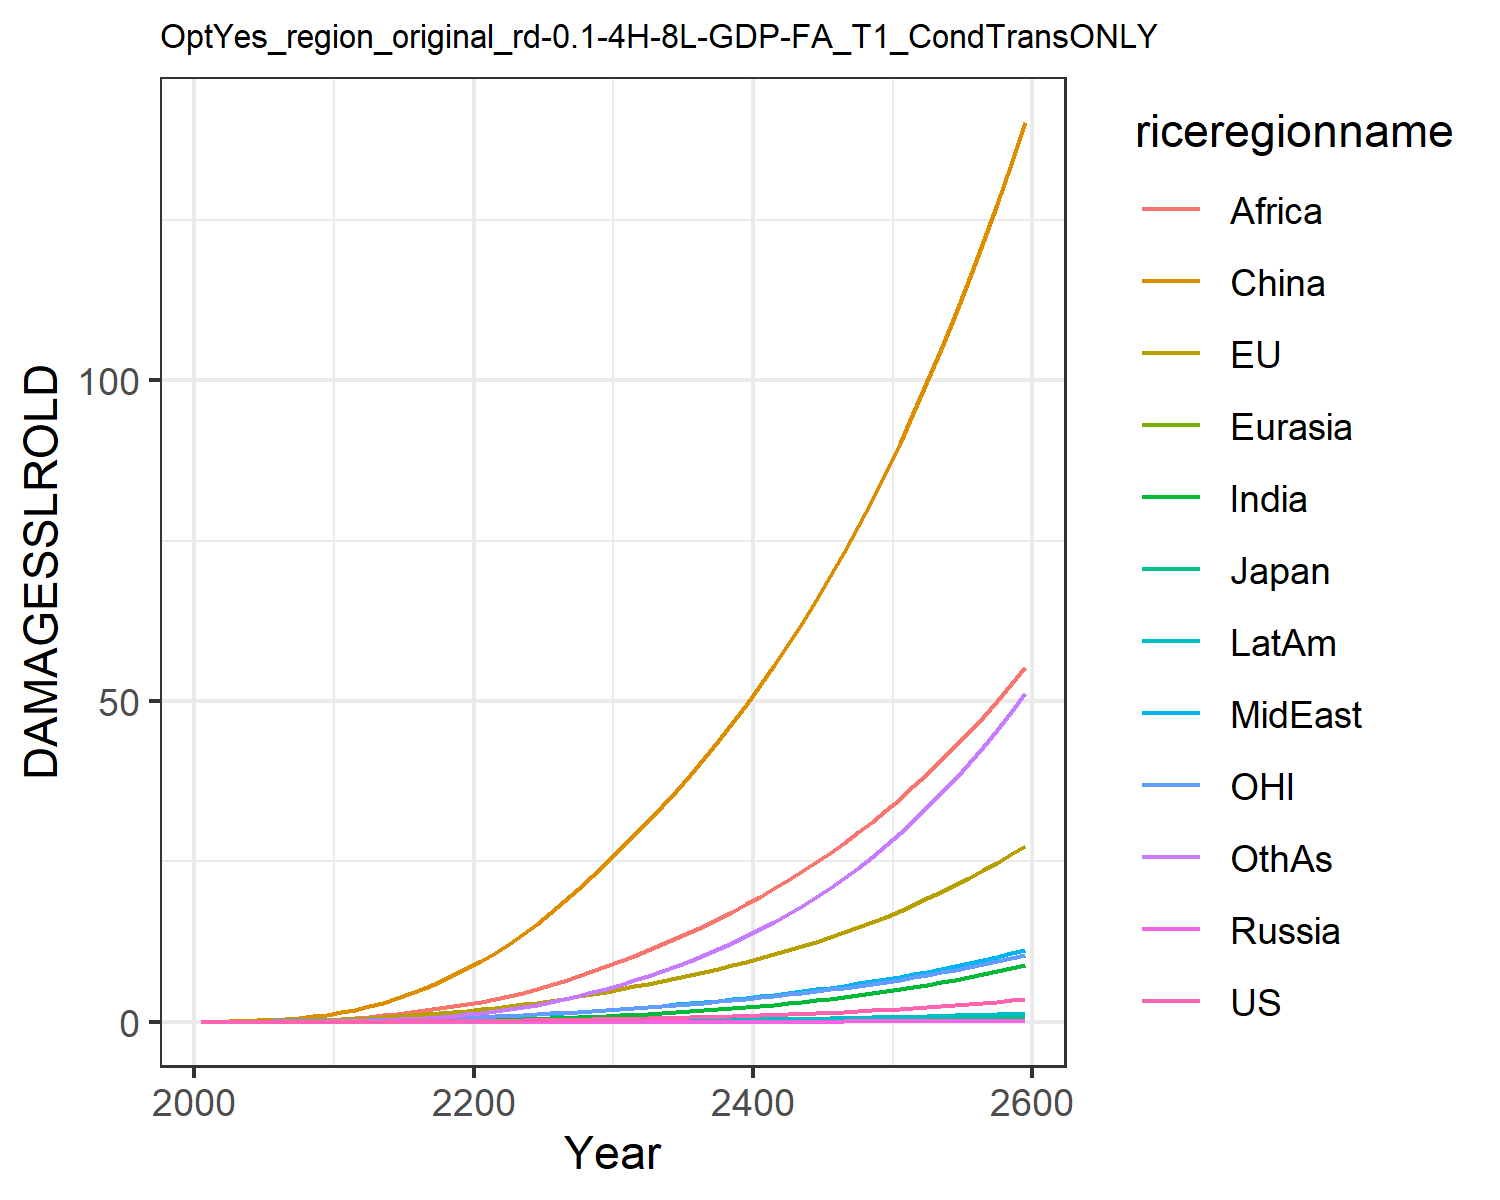 OptYes_region_original_rd-0.1-4H-8L-GDP-FA_T1_CondTransONLY
DAMAGESSLROLD
100
50
0
2000
2200
2400
2600
Year
riceregionname
Africa
China
EU
Eurasia
India
Japan
LatAm
MidEast
OHI
OthAs
Russia
US